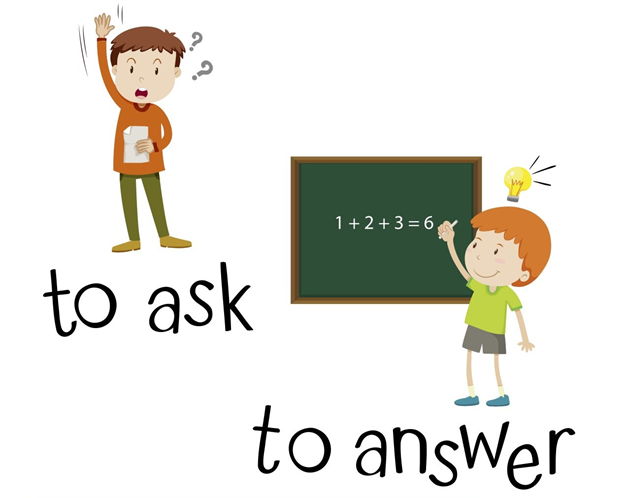 ? ?
1 + 2 + 3 = 6
to ask
to answer